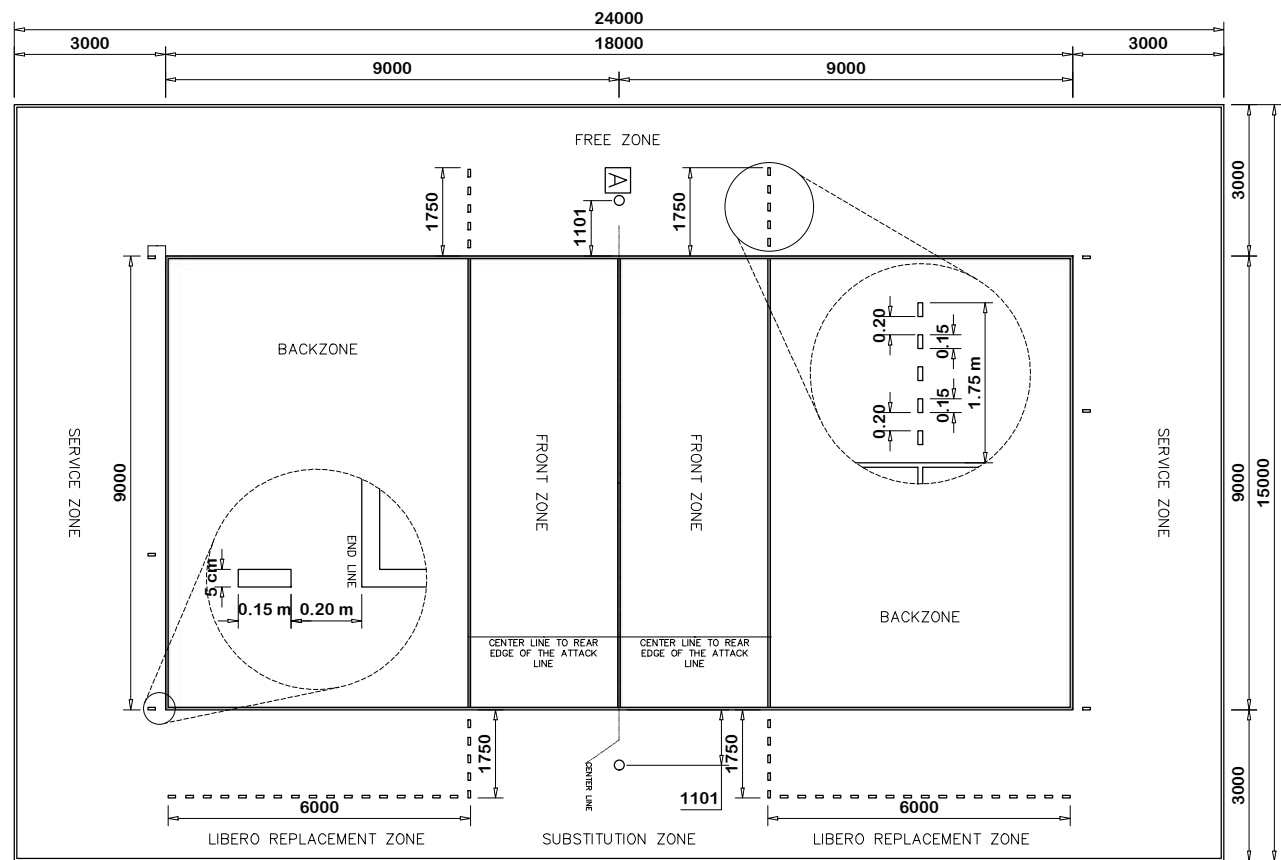 24000
3000
18000
3000
9000
9000
FREE ZONE
A
1750
1101
1750
3000
BACKZONE
0.20
0.15
1.75 m
0.15
0.20
SERVICE ZONE
9000
FRONT ZONE
FRONT ZONE
SERVICE ZONE
9000
15000
END LINE
5 cm
0.15 m
0.20 m
BACKZONE
CENTER LINE TO REAR
EDGE OF THE ATTACK
LINE
CENTER LINE TO REAR
EDGE OF THE ATTACK
LINE
1750
CENTER LINE
1750
1101
3000
6000
6000
LIBERO REPLACEMENT ZONE
SUBSTITUTION ZONE
LIBERO REPLACEMENT ZONE